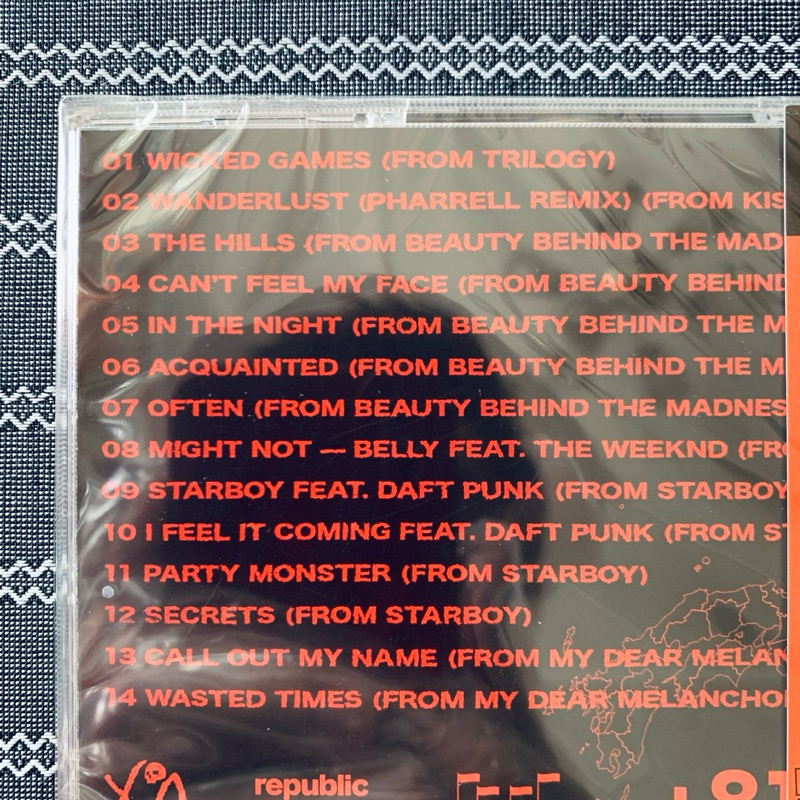 01 WICKED GAMES (FROM TRILOGY)
02 WANDERLUST (PHARRELL REMIX) (FROM KIS
03 THE HILLS (FROM BEAUTY BEHIND THE MAD
04 CAN'T FEEL MY FACE (FROM BEAUTY BEHIND
05 IN THE NIGHT (FROM BEAUTY BEHIND THE M
06 ACQUAINTED (FROM BEAUTY BEHIND THE M
07 OFTEN (FROM BEAUTY BEHIND THE MADNES
08 MIGHT NOT — BELLY FEAT. THE WEEKND (FRO
09 STARBOY FEAT. DAFT PUNK (FROM STARBOY
10 I FEEL IT COMING FEAT. DAFT PUNK (FROM ST
11 PARTY MONSTER (FROM STARBOY)
12 SECRETS (FROM STARBOY)
13 CALL OUT MY NAME (FROM MY DEAR MELAN
14 WASTED TIMES (FROM MY DEAR MELANCHOL
XO republic